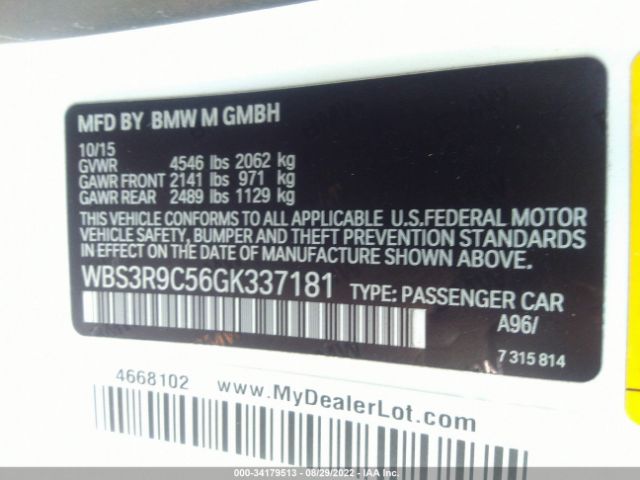 MFD BY BMW M GMBH
10/15
GVWR 4546 lbs 2062 kg
GAWR FRONT 2141 lbs 971 kg
GAWR REAR 2489 lbs 1129 kg
THIS VEHICLE CONFORMS TO ALL APPLICABLE U.S.FEDERAL MOTOR
VEHICLE SAFETY, BUMPER AND THEFT PREVENTION STANDARDS
IN EFFECT ON THE DATE OF MANUFACTURE SHOWN ABOVE.
WBS3R9C56GK337181 TYPE: PASSENGER CAR
A96/
7 315 814
4668102 www.MyDealerLot.com
000-34179513 - 08/29/2022 - IAA Inc.